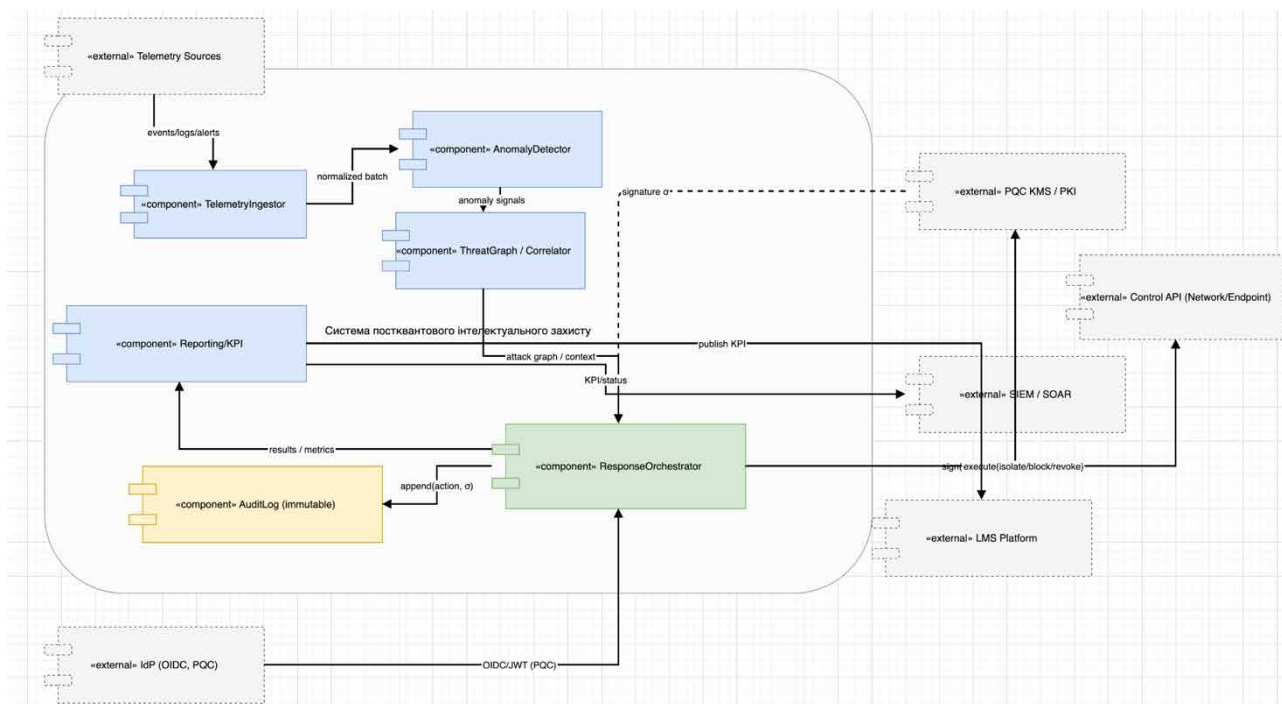 «external» Telemetry Sources
events/logs/alerts
«component» AnomalyDetector
normalized batch
«component» TelemetryIngestor
anomaly signals
signature σ
«external» PQC KMS / PKI
«component» ThreatGraph / Correlator
«external» Control API (Network/Endpoint)
Система постквантового інтелектуального захисту
«component» Reporting/KPI
publish KPI
attack graph / context
KPI/status
«external» SIEM / SOAR
results / metrics
«component» ResponseOrchestrator
execute(isolate/block/revoke)
append(action, σ)
«component» AuditLog (immutable)
«external» LMS Platform
«external» IdP (OIDC, PQC)
OIDC/JWT (PQC)